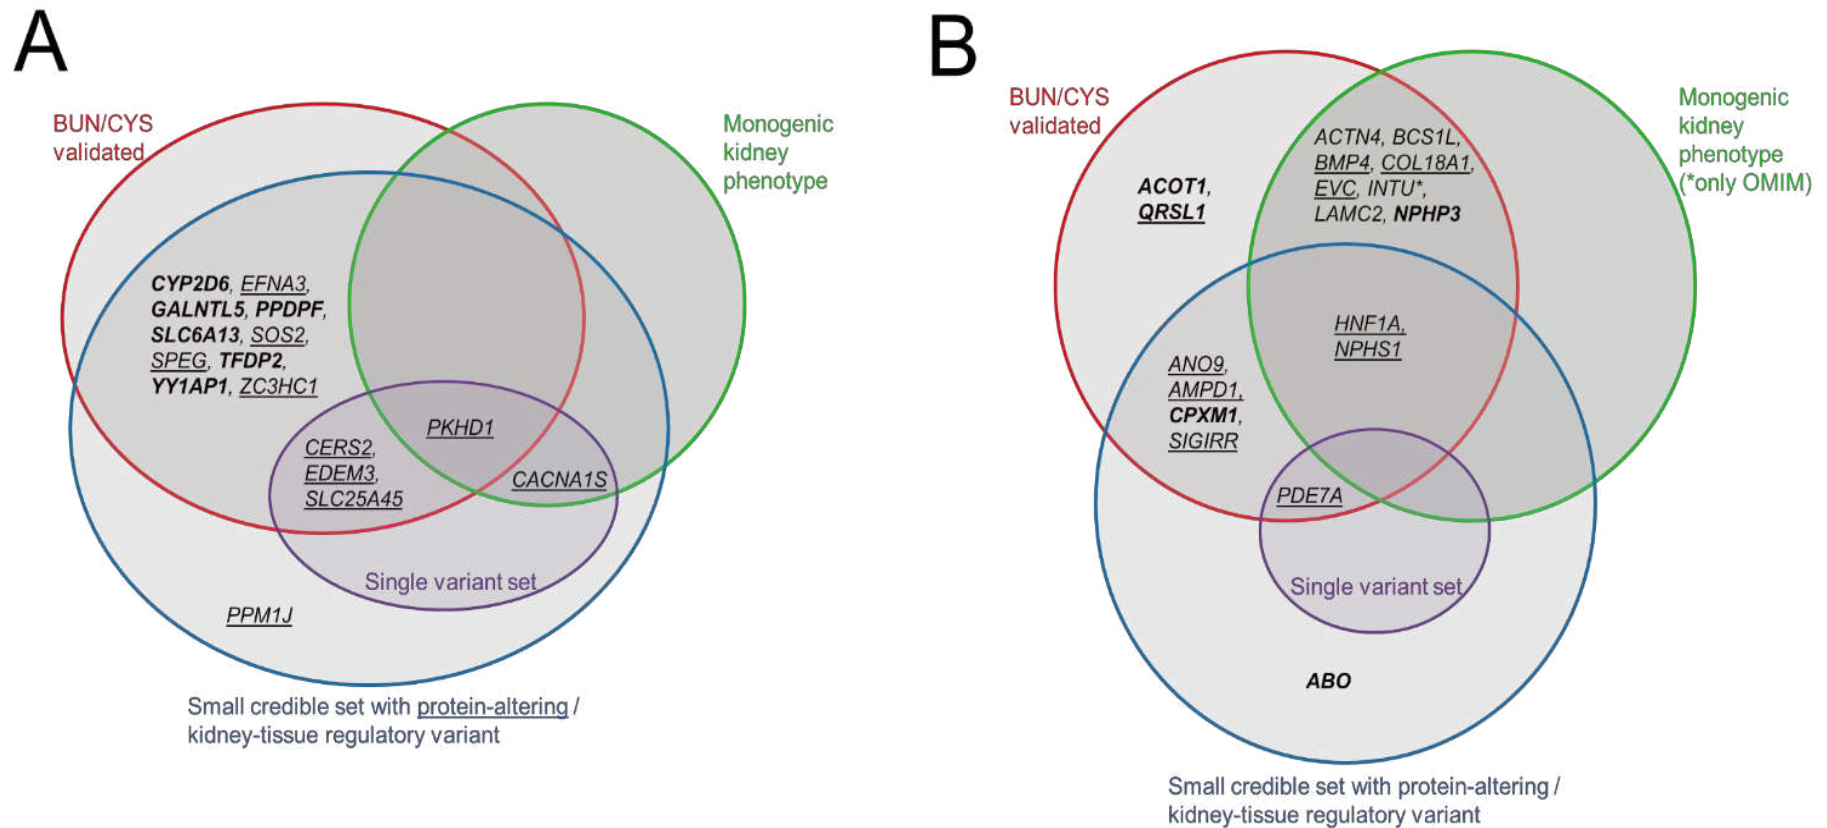 A
BUN/CYS
validated
Monogenic
kidney
phenotype
CYP2D6, EFNA3,
GALNTL5, PPDPF,
SLC6A13, SOS2,
SPEG, TFDP2,
YY1AP1, ZC3HC1
PKHD1
CERS2,
EDEM3,
SLC25A45
CACNA1S
Single variant set
PPM1J
Small credible set with protein-altering /
kidney-tissue regulatory variant
B
BUN/CYS
validated
Monogenic
kidney
phenotype
(*only OMIM)
ACTN4, BCS1L,
BMP4, COL18A1,
EVC, INTU*,
LAMC2, NPHP3
ACOT1,
QRSL1
HNF1A,
NPHS1
ANO9,
AMPD1,
CPXM1,
SIGIRR
PDE7A
Single variant set
ABO
Small credible set with protein-altering /
kidney-tissue regulatory variant